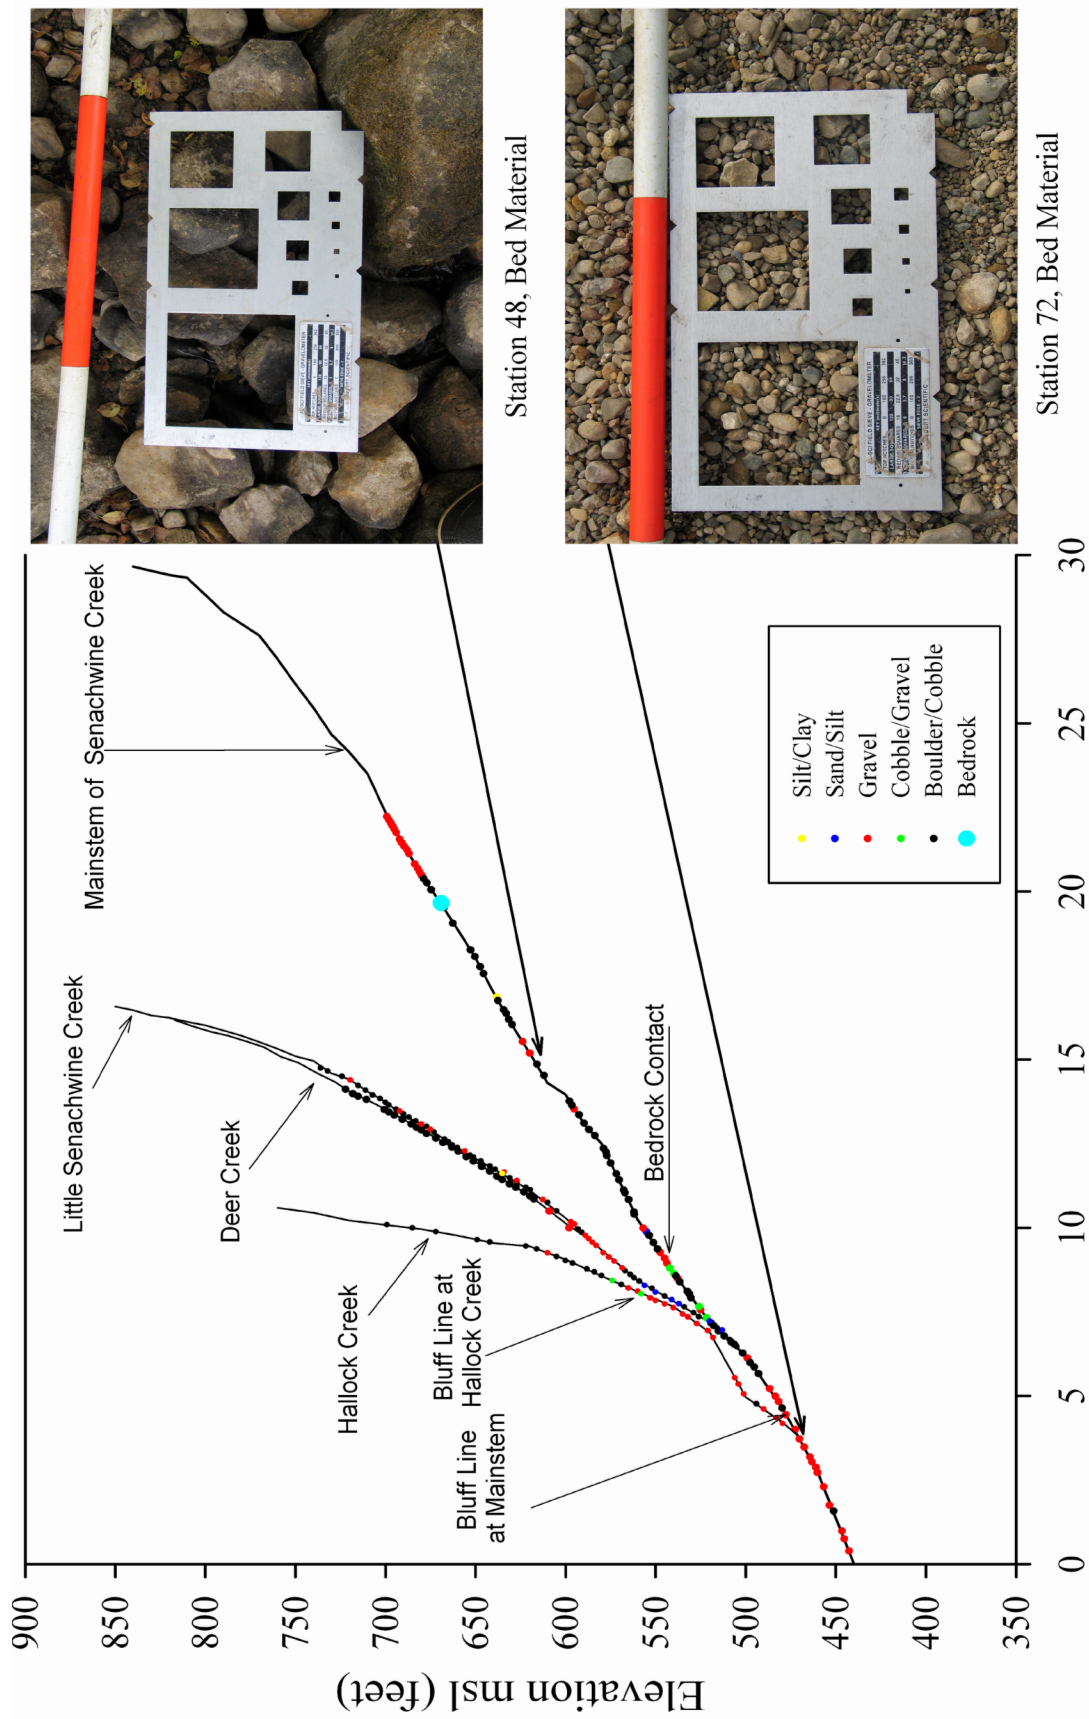 Station 48, Bed Material
Station 72, Bed Material
Mainstem of Senachwine Creek
Little Senachwine Creek
Deer Creek
Hallock Creek
Bluff Line at
Hallock Creek
Bluff Line
at Mainstem
Bedrock Contact
Silt/Clay
Sand/Silt
Gravel
Cobble/Gravel
Boulder/Cobble
Bedrock
Elevation msl (feet)
900
850
800
750
700
650
600
550
500
450
400
350
0
5
10
15
20
25
30